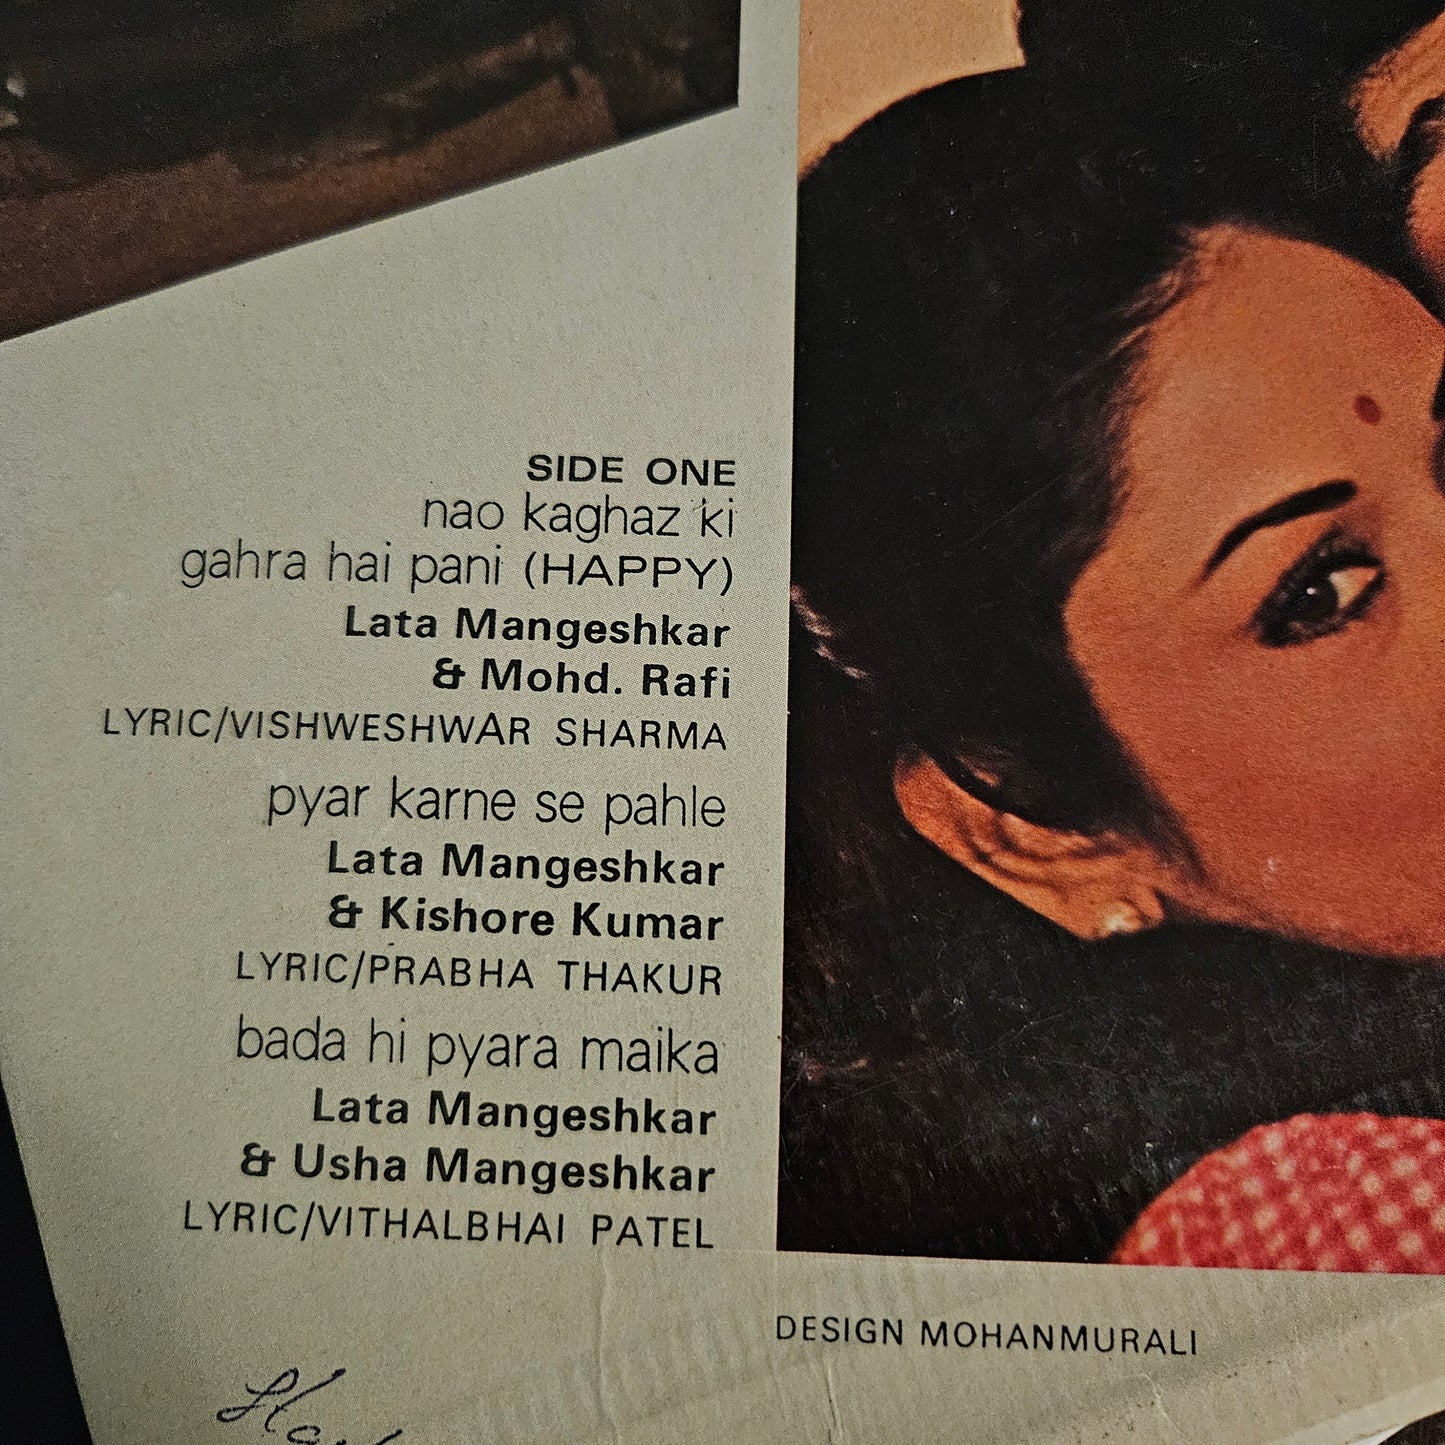 SIDE ONE
nao kaghaz ki
gahra hai pani (HAPPY)
Lata Mangeshkar
& Mohd. Rafi
LYRIC/VISHWESHWAR SHARMA
pyar karne se pahle
Lata Mangeshkar
& Kishore Kumar
LYRIC/PRABHA THAKUR
bada hi pyara maika
Lata Mangeshkar
& Usha Mangeshkar
LYRIC/VITHALBHAI PATEL
DESIGN MOHANMURALI